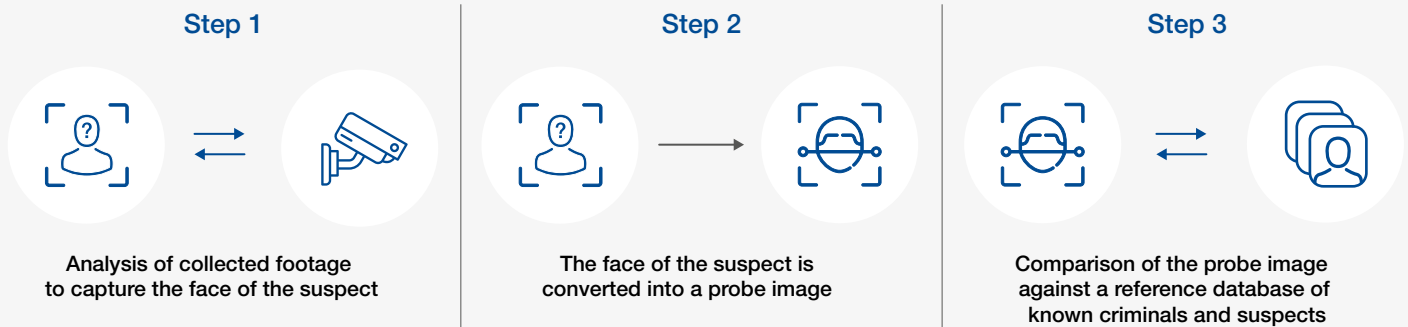 Step 1
?
Analysis of collected footage
to capture the face of the suspect
Step 2
?
The face of the suspect is
converted into a probe image
Step 3
Comparison of the probe image
against a reference database of
known criminals and suspects